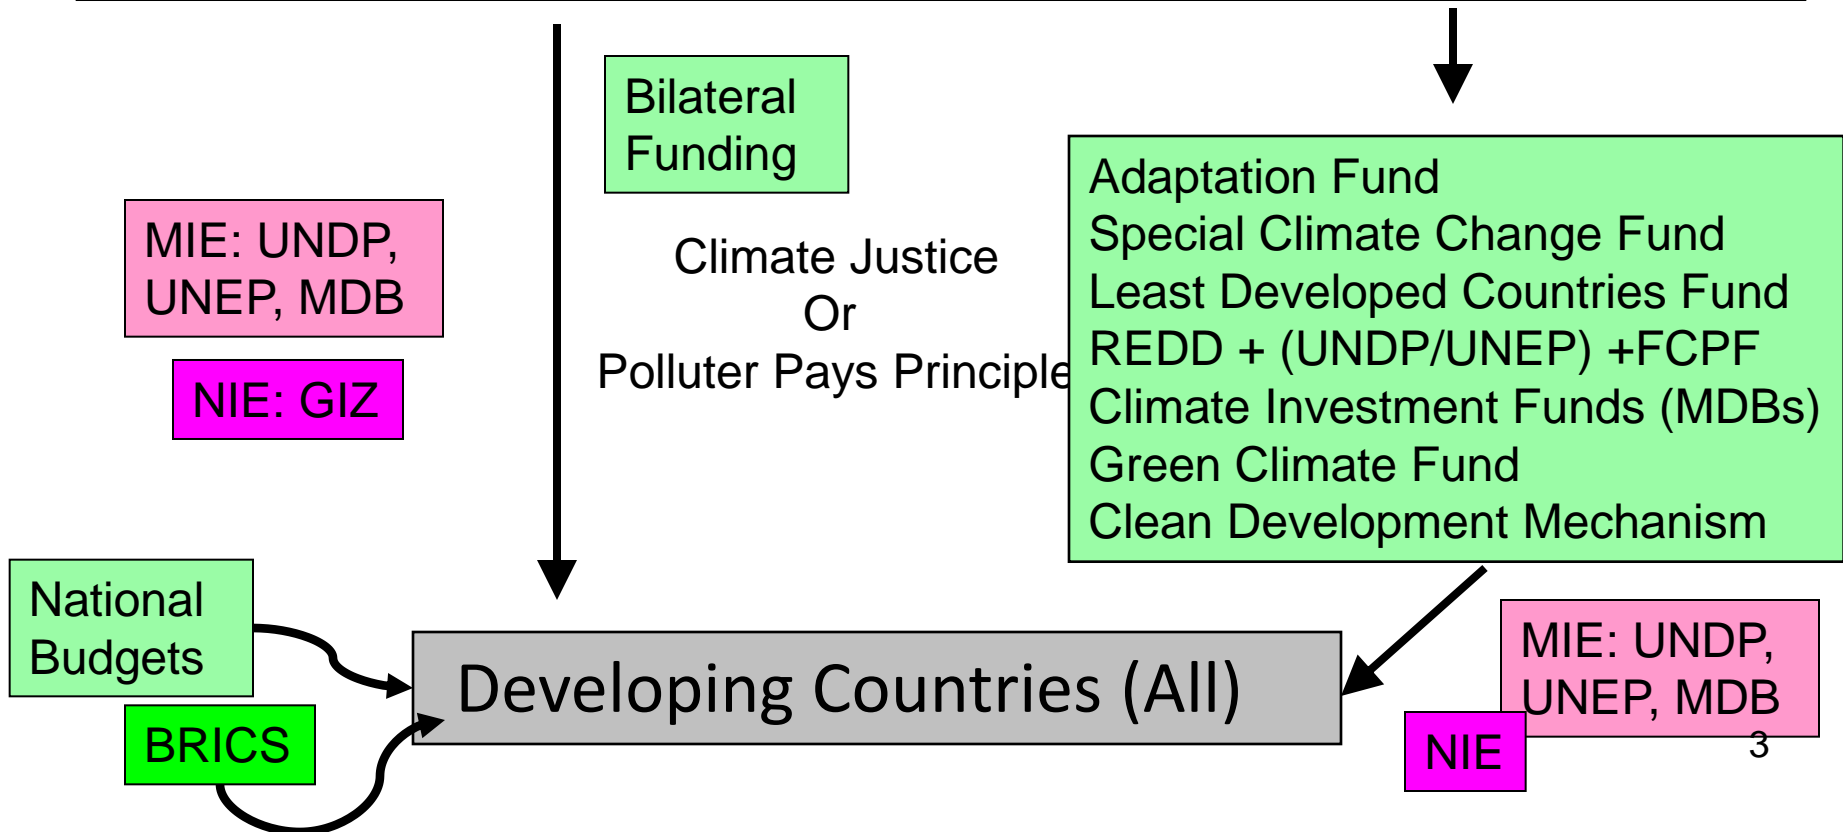 Bilateral
Funding
MIE: UNDP,
UNEP, MDB
NIE: GIZ
Climate Justice
Or
Polluter Pays Principle
Adaptation Fund
Special Climate Change Fund
Least Developed Countries Fund
REDD + (UNDP/UNEP) +FCPF
Climate Investment Funds (MDBs)
Green Climate Fund
Clean Development Mechanism
National
Budgets
BRICS
Developing Countries (All)
MIE: UNDP,
UNEP, MDB
NIE
3